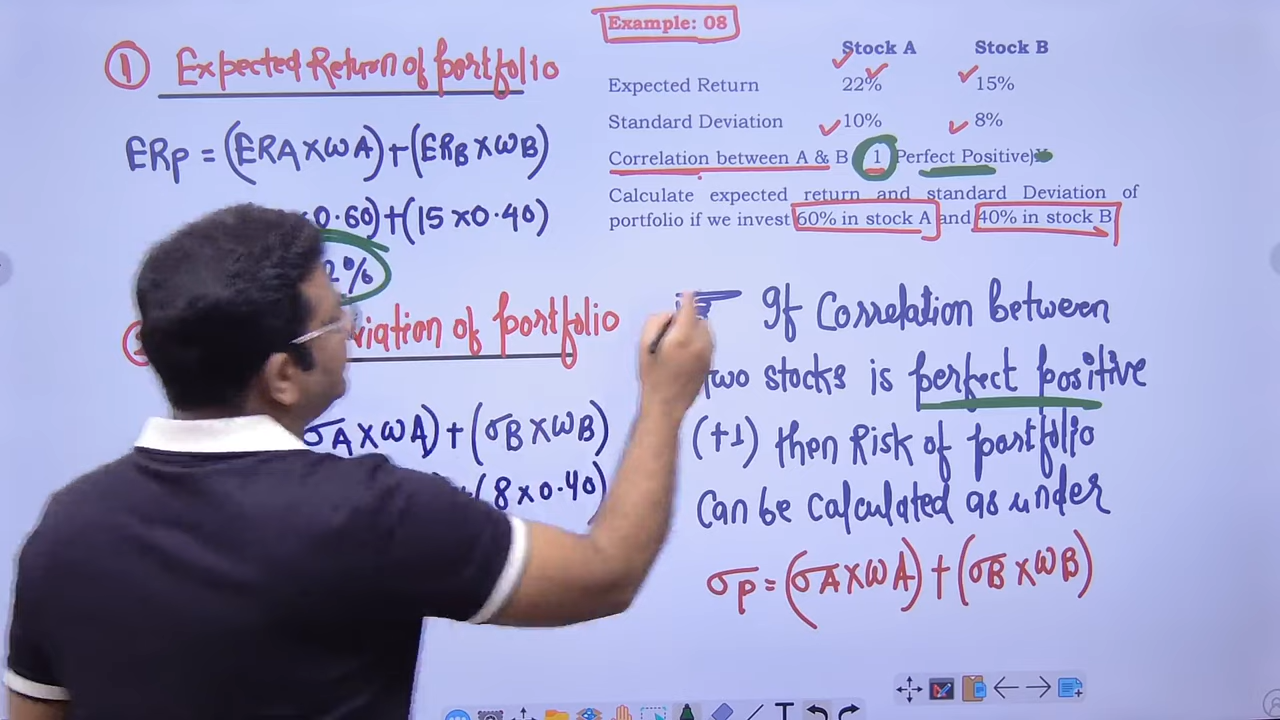 Example: 08
Stock A Stock B
Expected Return 22% 15%
Standard Deviation 10% 8%
Correlation between A & B 1 Perfect Positive)
Calculate expected return and standard Deviation of
portfolio if we invest 60% in stock A and 40% in stock B
① Expected Return of portfolio
ERp = (ERA × ωA) + (ERB × ωB)
0.60) + (15 × 0.40)
2%
viation of portfolio
σA × ωA) + (σB × ωB)
(8 × 0.40)
If Correlation between
two stocks is perfect positive
(+1) then Risk of portfolio
can be calculated as under
σp = (σA × ωA) + (σB × ωB)